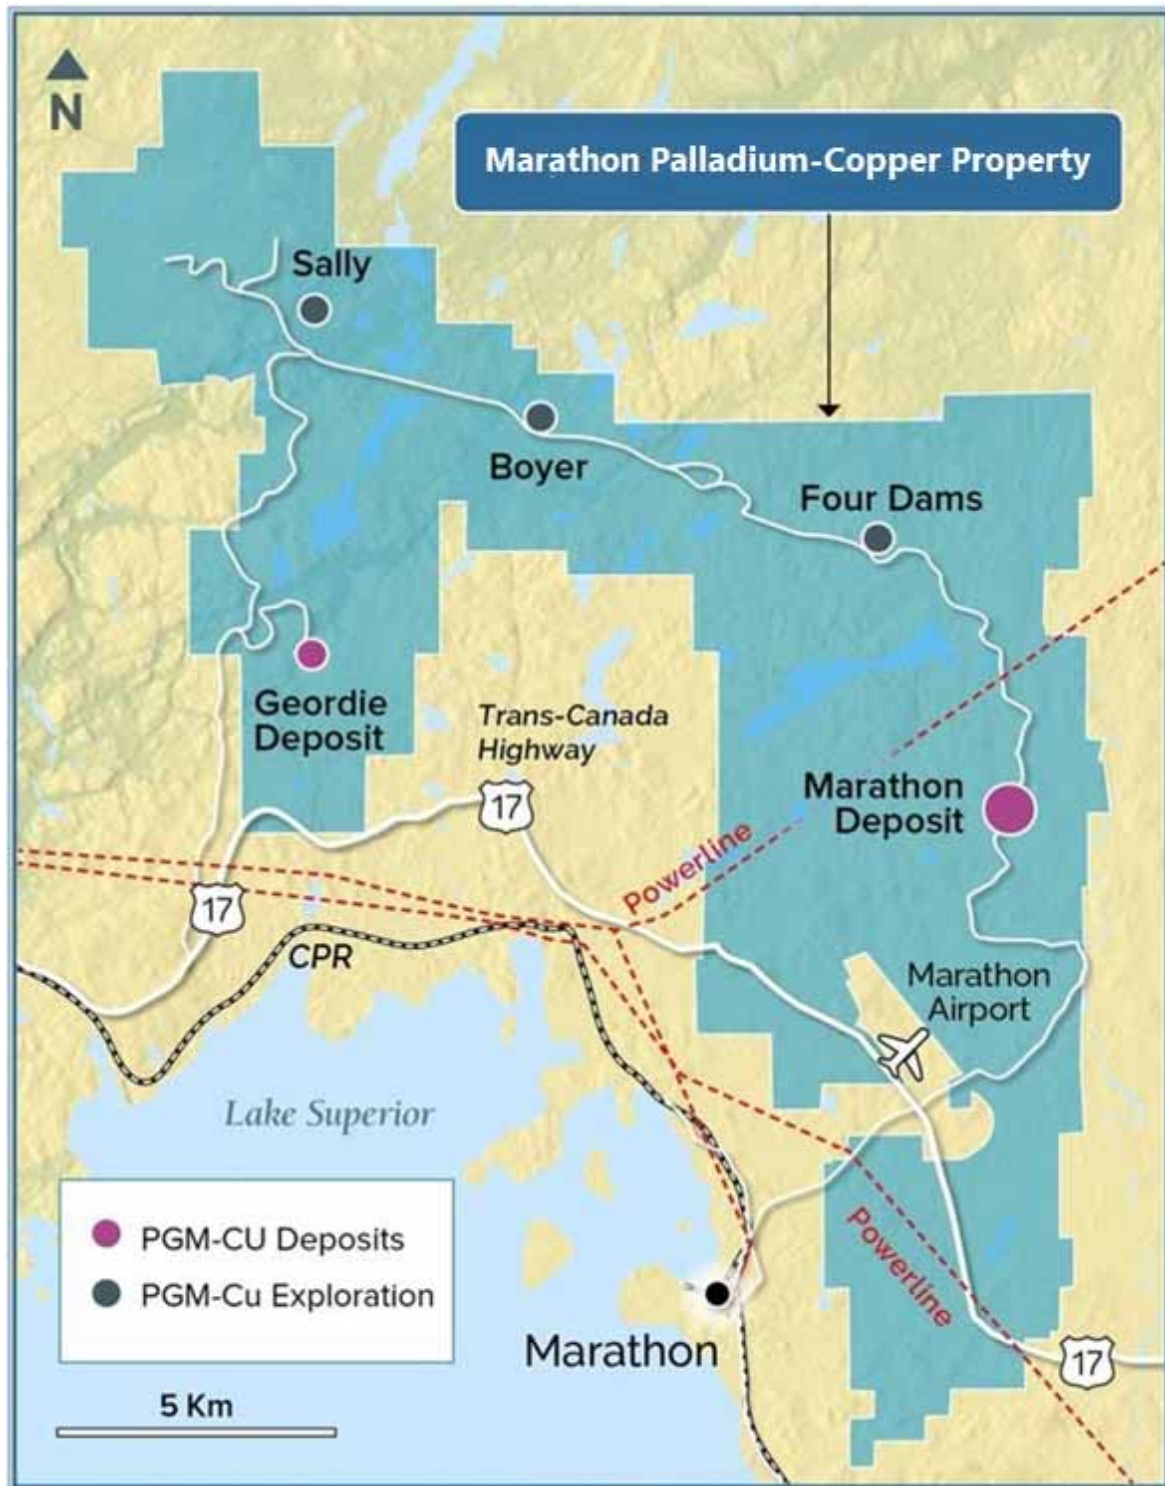 N
Marathon Palladium-Copper Property
Sally
Boyer
Four Dams
Geordie
Deposit
Trans-Canada
Highway
17
Marathon
Deposit
Powerline
17
CPR
Marathon
Airport
Lake Superior
PGM-CU Deposits
PGM-Cu Exploration
Powerline
Marathon
17
5 Km